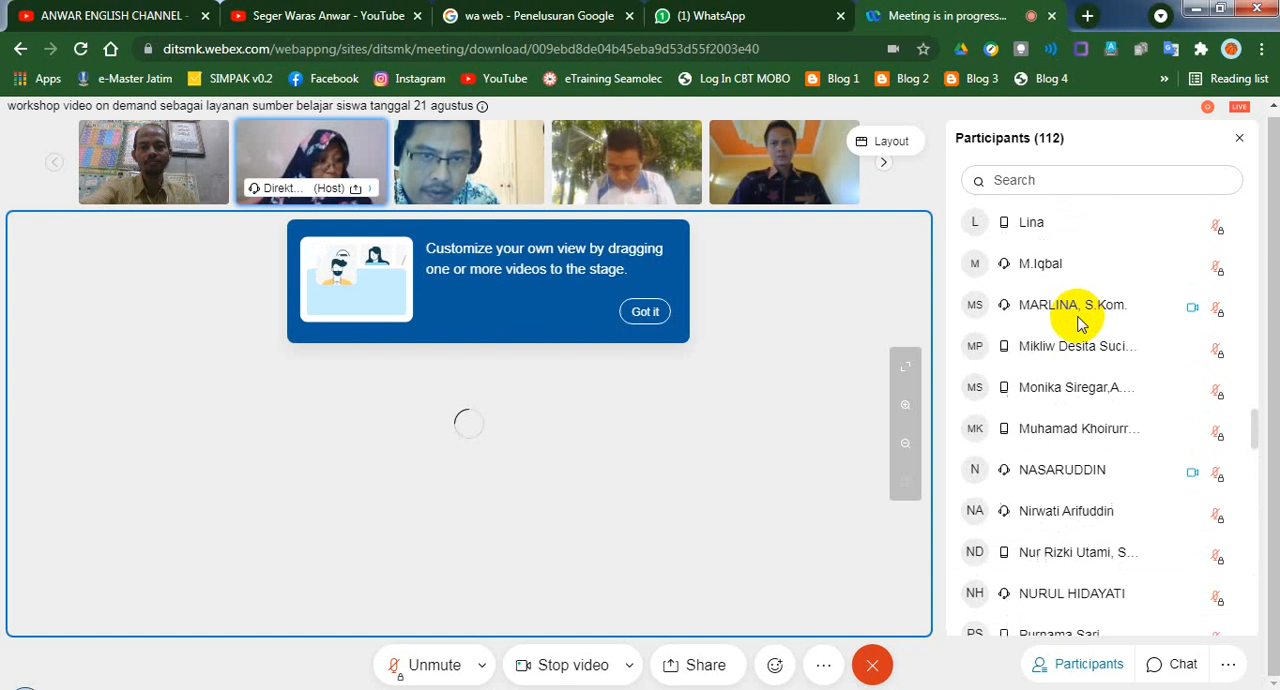 ANWAR ENGLISH CHANNEL -
Seger Waras Anwar - YouTube
wa web - Penelusuran Google
(1) WhatsApp
Meeting is in progress...
ditsmk.webex.com/webappng/sites/ditsmk/meeting/download/009ebd8de04b45eba9d53d55f2003e40
Apps
e-Master Jatim
SIMPAK v0.2
Facebook
Instagram
YouTube
eTraining Seamolec
Log In CBT MOBO
Blog 1
Blog 2
Blog 3
Blog 4
»
Reading list
workshop video on demand sebagai layanan sumber belajar siswa tanggal 21 agustus
LIVE
Direkt... (Host)
Layout
Customize your own view by dragging
one or more videos to the stage.
Got it
Participants (112)
Search
L Lina
M M.Iqbal
MS MARLINA, S.Kom.
MP Mikliw Desita Suci...
MS Monika Siregar,A....
MK Muhamad Khoirurr...
N NASARUDDIN
NA Nirwati Arifuddin
ND Nur Rizki Utami, S...
NH NURUL HIDAYATI
PS Purnama Sari
Unmute
Stop video
Share
Participants
Chat